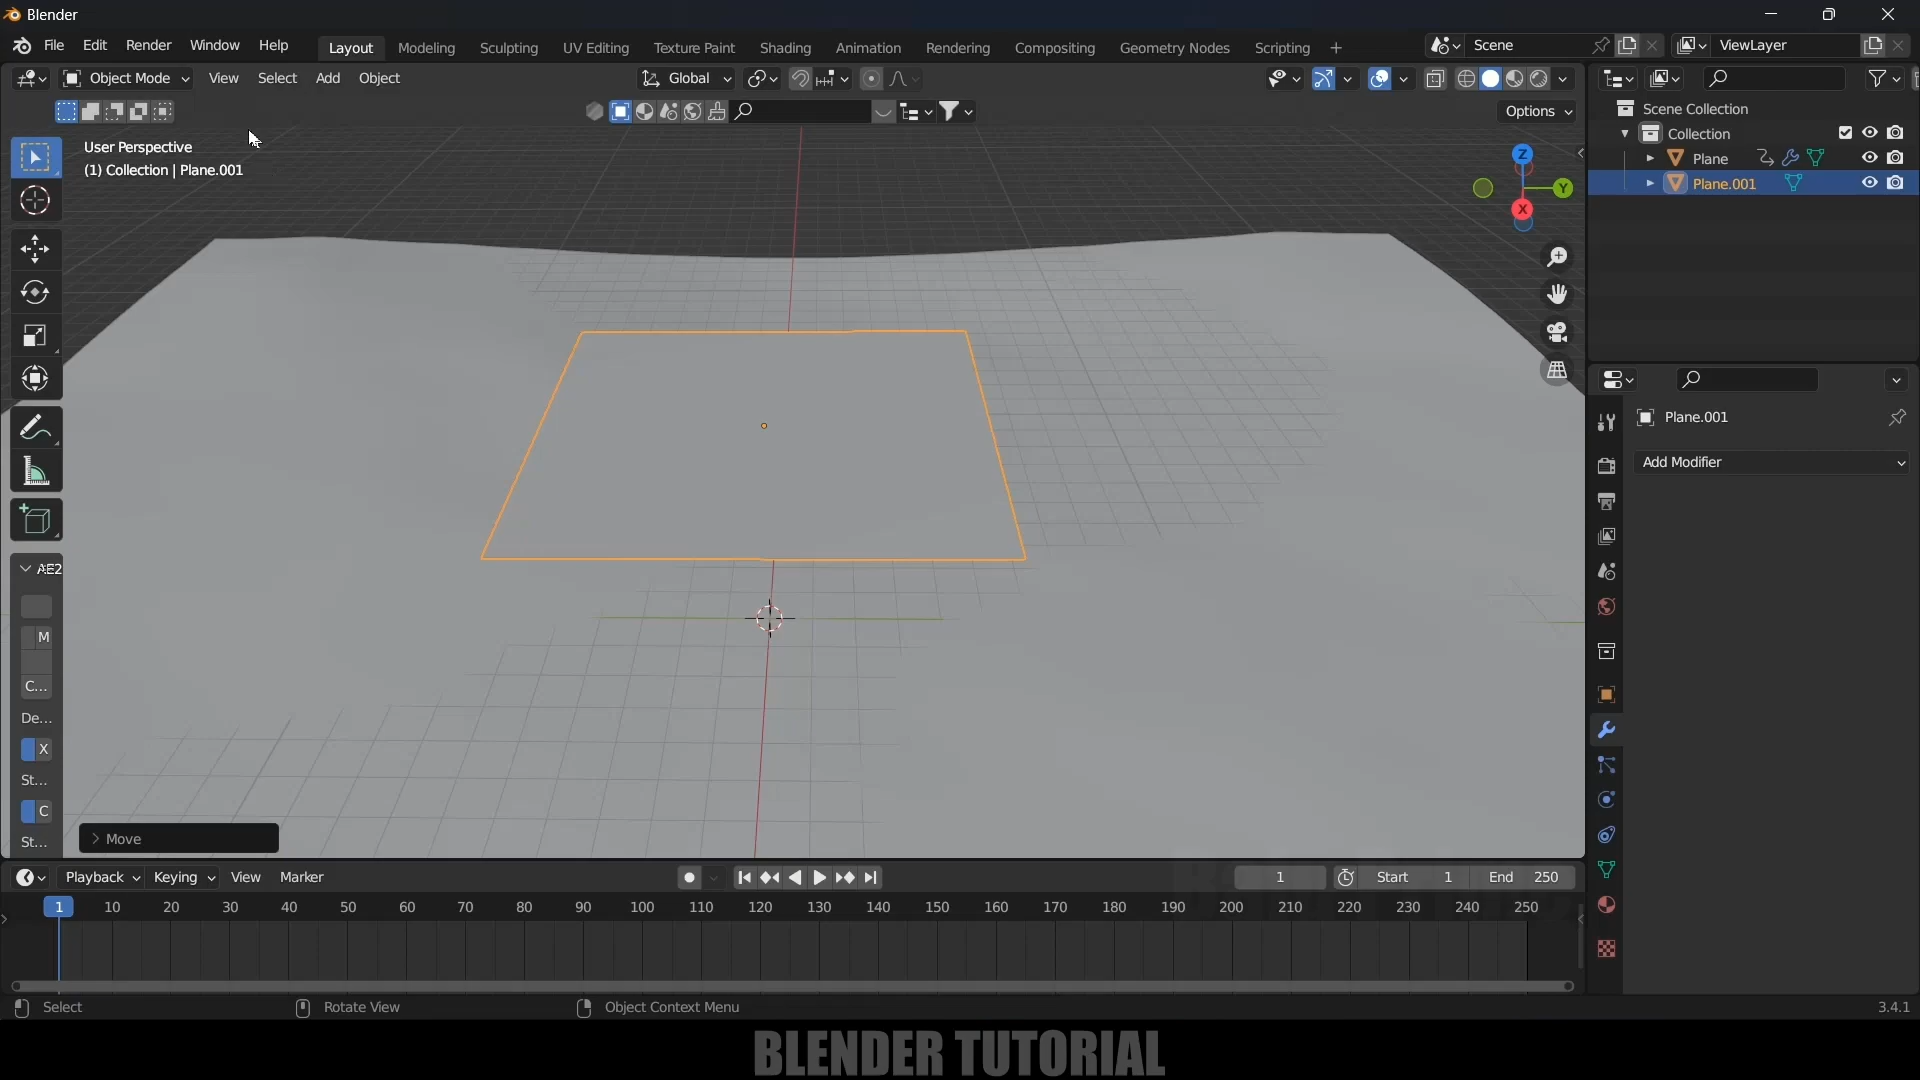 Blender
File Edit Render Window Help Layout Modeling Sculpting UV Editing Texture Paint Shading Animation Rendering Compositing Geometry Nodes Scripting + Scene ViewLayer
Object Mode View Select Add Object Global
Options
User Perspective
(1) Collection | Plane.001
Z
Y
X
Scene Collection
Collection
Plane
Plane.001
Plane.001
Add Modifier
AE2
M
C...
De...
X
St...
C
St...
> Move
Playback Keying View Marker 1 Start 1 End 250
1 10 20 30 40 50 60 70 80 90 100 110 120 130 140 150 160 170 180 190 200 210 220 230 240 250
Select Rotate View Object Context Menu 3.4.1
BLENDER TUTORIAL